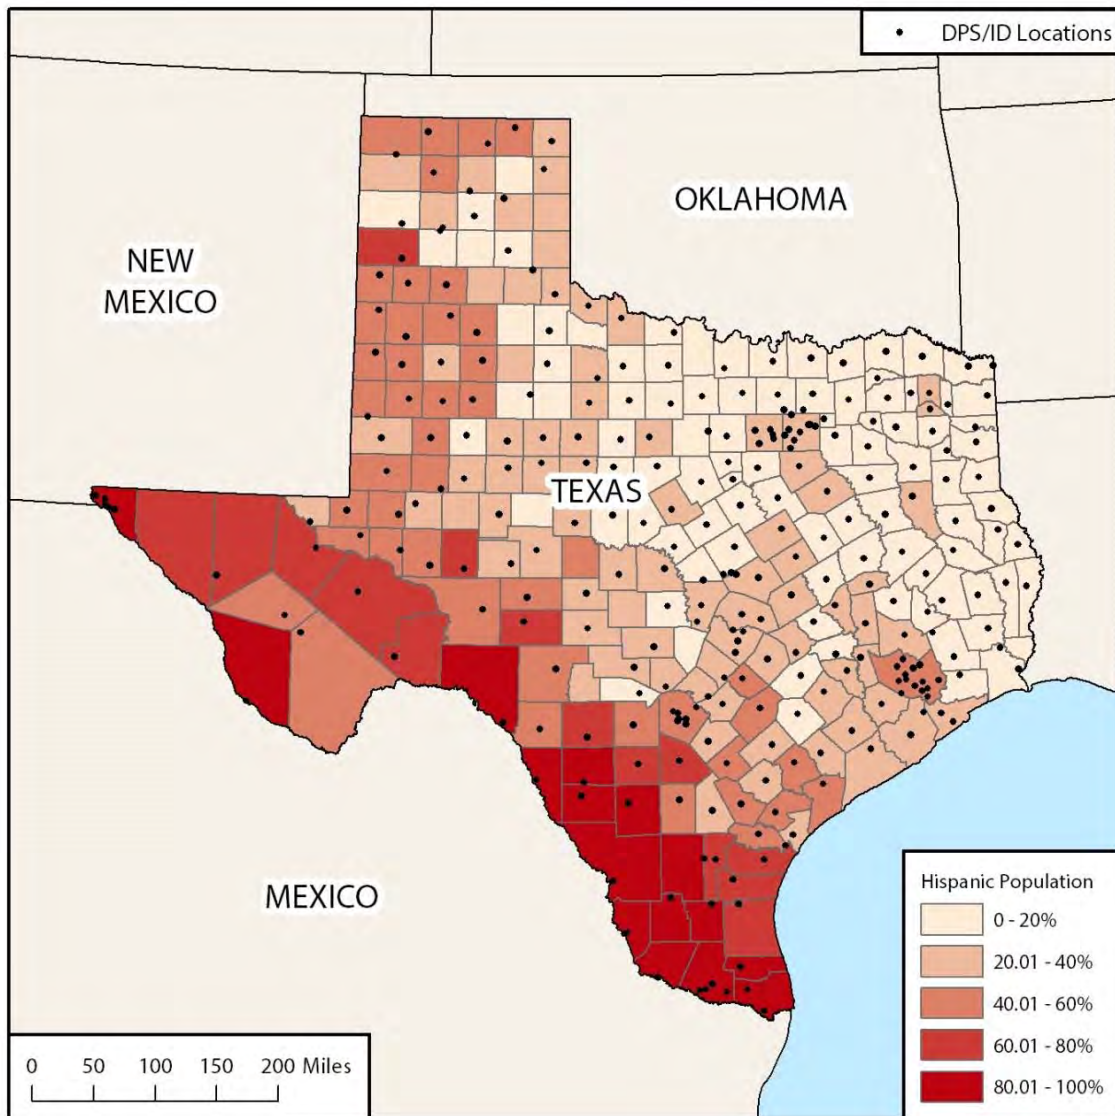 DPS/ID Locations
OKLAHOMA
NEW
MEXICO
TEXAS
MEXICO
Hispanic Population
0 - 20%
20.01 - 40%
40.01 - 60%
60.01 - 80%
80.01 - 100%
0 50 100 150 200 Miles